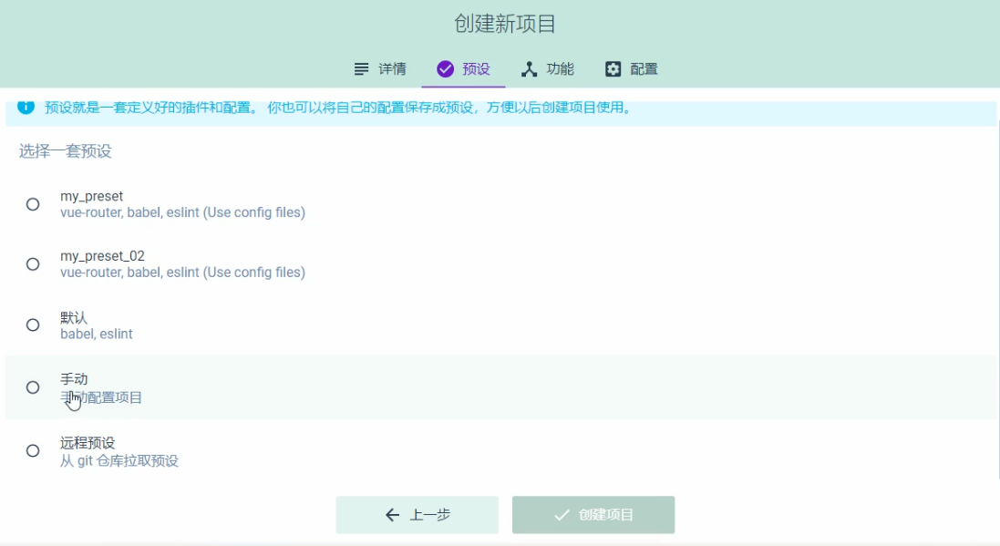 创建新项目
详情 预设 功能 配置
预设就是一套定义好的插件和配置。 你也可以将自己的配置保存成预设，方便以后创建项目使用。
选择一套预设
my_preset
vue-router, babel, eslint (Use config files)
my_preset_02
vue-router, babel, eslint (Use config files)
默认
babel, eslint
手动
手动配置项目
远程预设
从 git 仓库拉取预设
上一步 创建项目